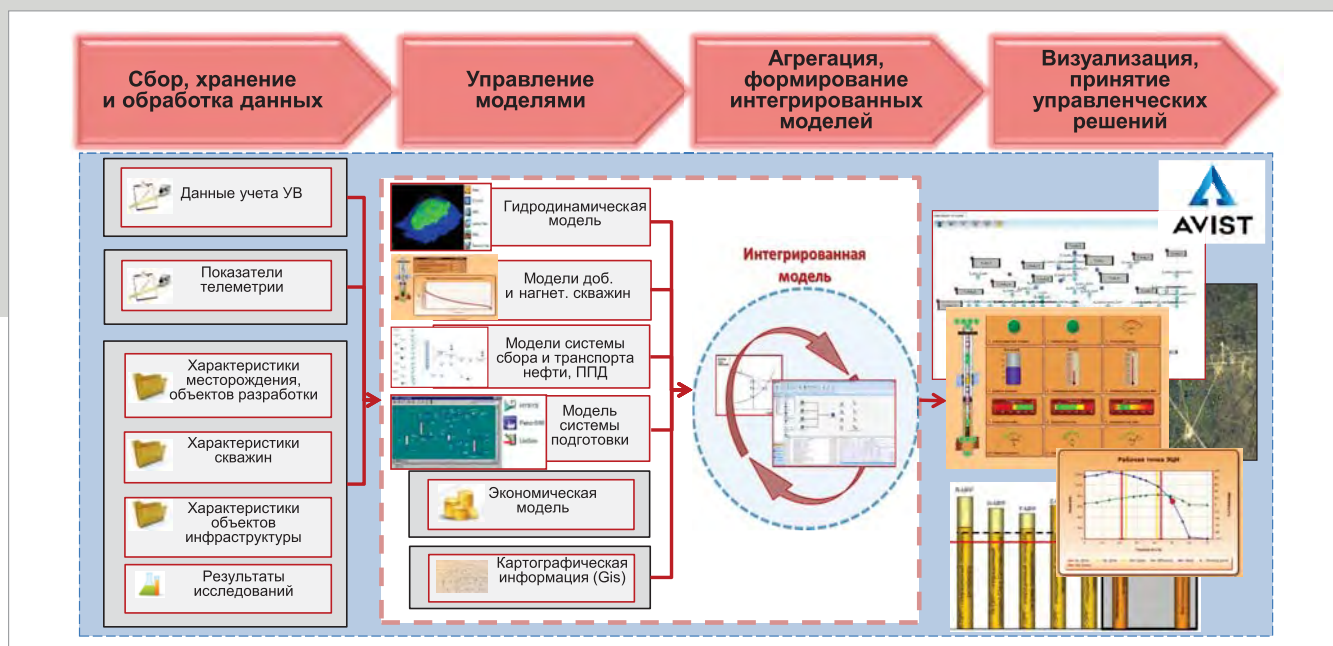 Сбор, хранение
и обработка данных
Управление
моделями
Агрегация,
формирование
интегрированных
моделей
Визуализация,
принятие
управленческих
решений
Данные учета УВ
Показатели
телеметрии
Характеристики
месторождения,
объектов разработки
Характеристики
скважин
Характеристики
объектов
инфраструктуры
Результаты
исследований
Гидродинамическая
модель
Модели доб.
и нагнет. скважин
Модели системы
сбора и транспорта
нефти, ППД
Модель
системы
подготовки
Экономическая
модель
Картографическая
информация (Gis)
Интегрированная
модель
AVIST
Рабочая точка ЭЦН